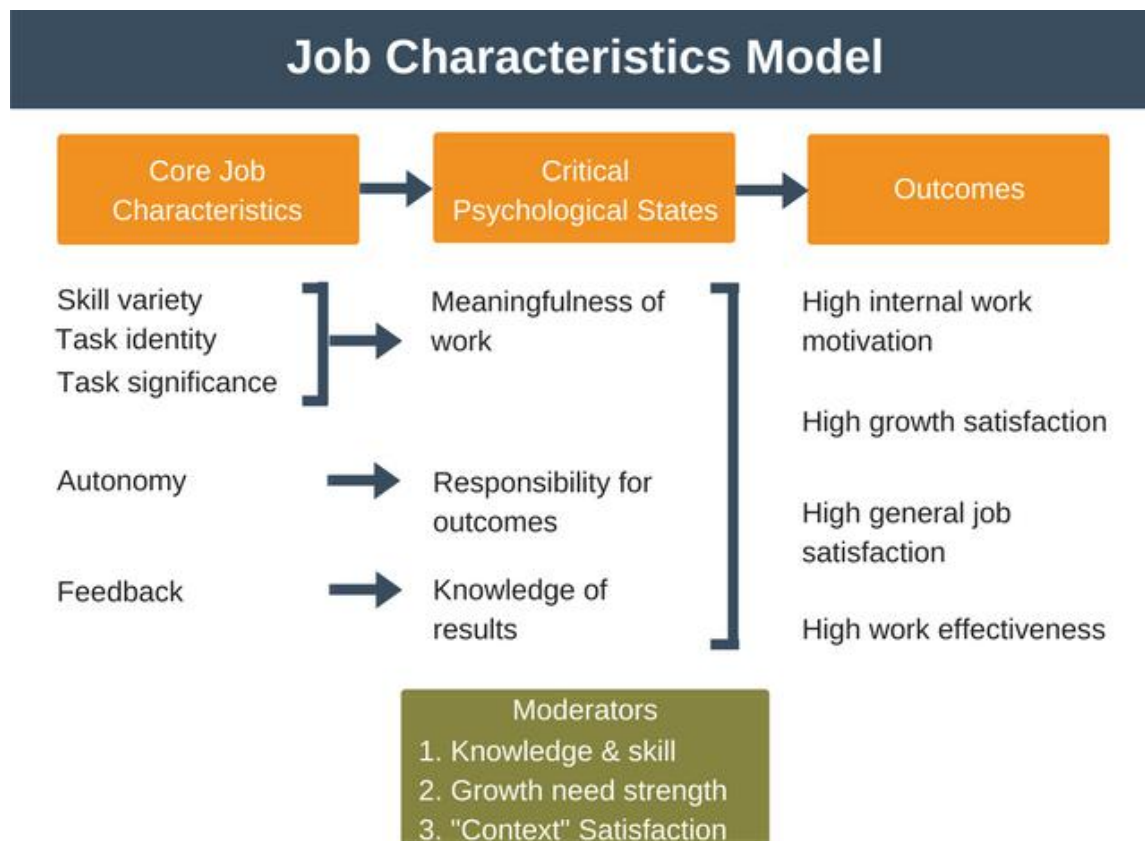 Job Characteristics Model
Core Job
Characteristics
Critical
Psychological States
Outcomes
Skill variety
Task identity
Task significance
Meaningfulness of
work
High internal work
motivation
High growth satisfaction
Autonomy
Responsibility for
outcomes
High general job
satisfaction
Feedback
Knowledge of
results
High work effectiveness
Moderators
1. Knowledge & skill
2. Growth need strength
3. "Context" Satisfaction